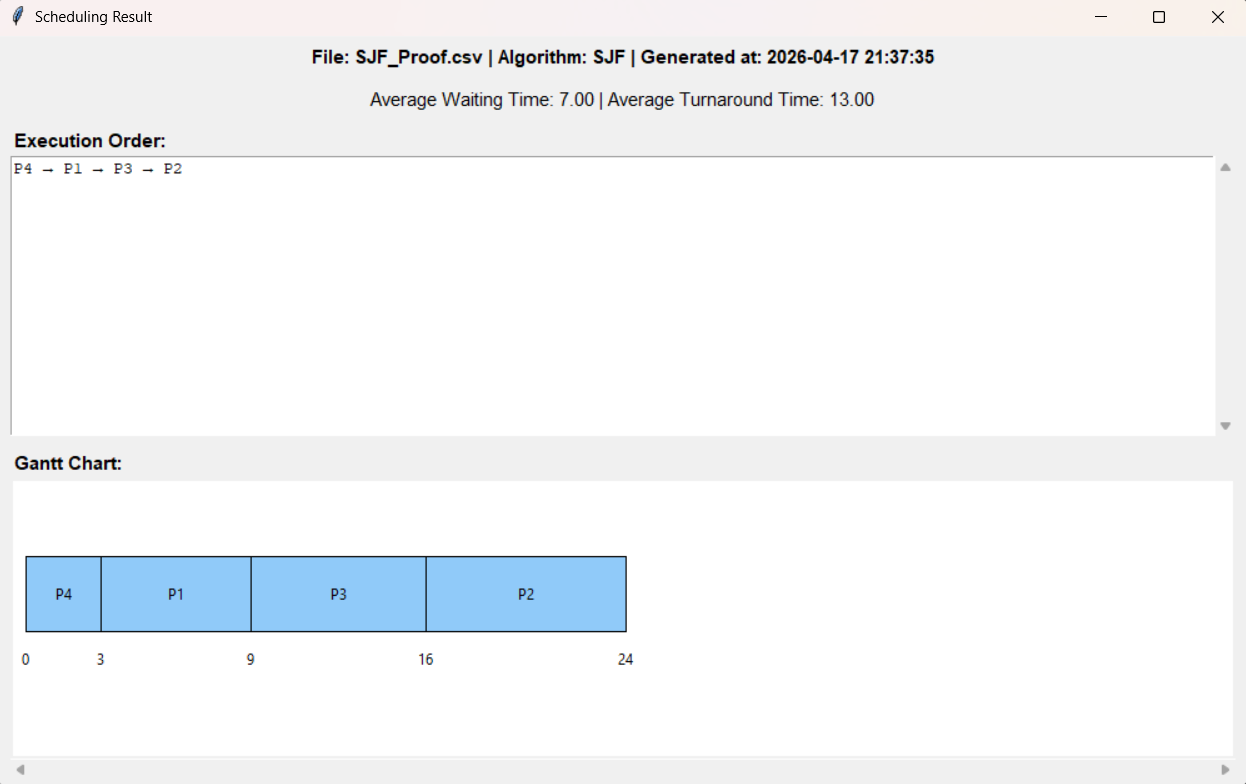 Scheduling Result
File: SJF_Proof.csv | Algorithm: SJF | Generated at: 2026-04-17 21:37:35
Average Waiting Time: 7.00 | Average Turnaround Time: 13.00
Execution Order:
P4 → P1 → P3 → P2
Gantt Chart:
P4 P1 P3 P2
0 3 9 16 24